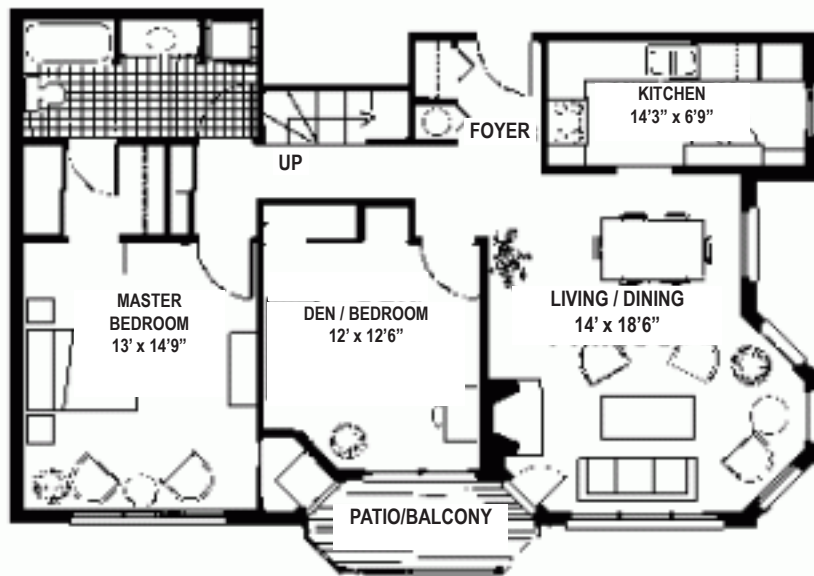 KITCHEN
14'3” x 6'9”
FOYER
UP
MASTER
BEDROOM
13' x 14'9”
DEN / BEDROOM
12' x 12'6”
LIVING / DINING
14’ x 18’6”
PATIO/BALCONY